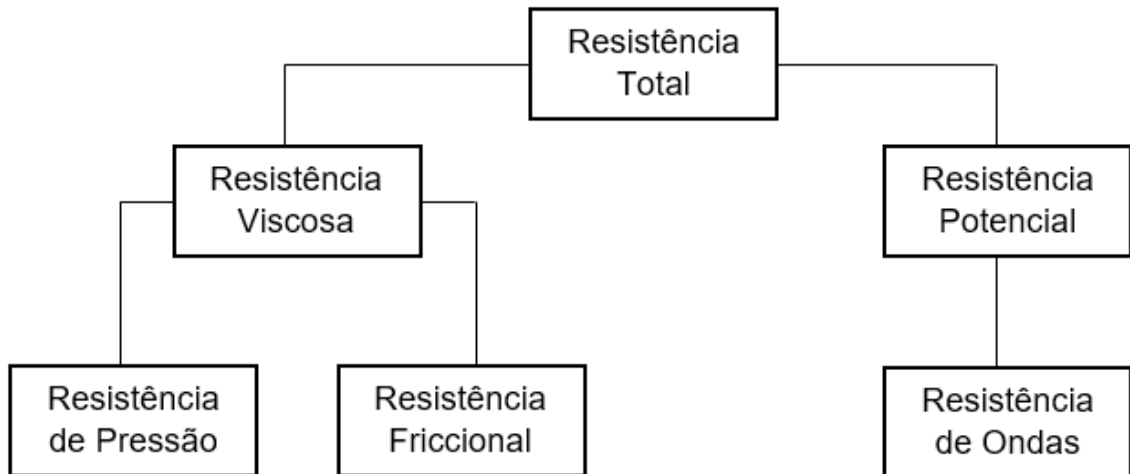 Resistência
Total
Resistência
Viscosa
Resistência
Potencial
Resistência
de Pressão
Resistência
Friccional
Resistência
de Ondas